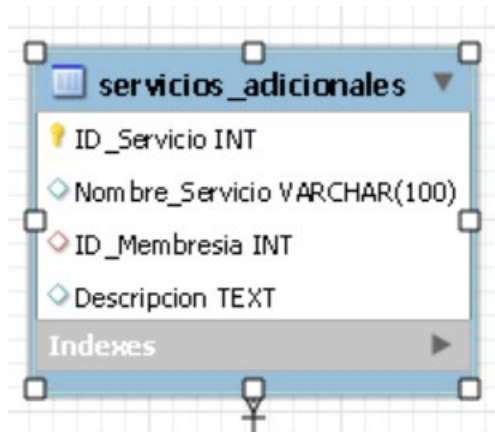 servicios_adicionales
ID_Servicio INT
Nombre_Servicio VARCHAR(100)
ID_Membresia INT
Descripcion TEXT
Indexes